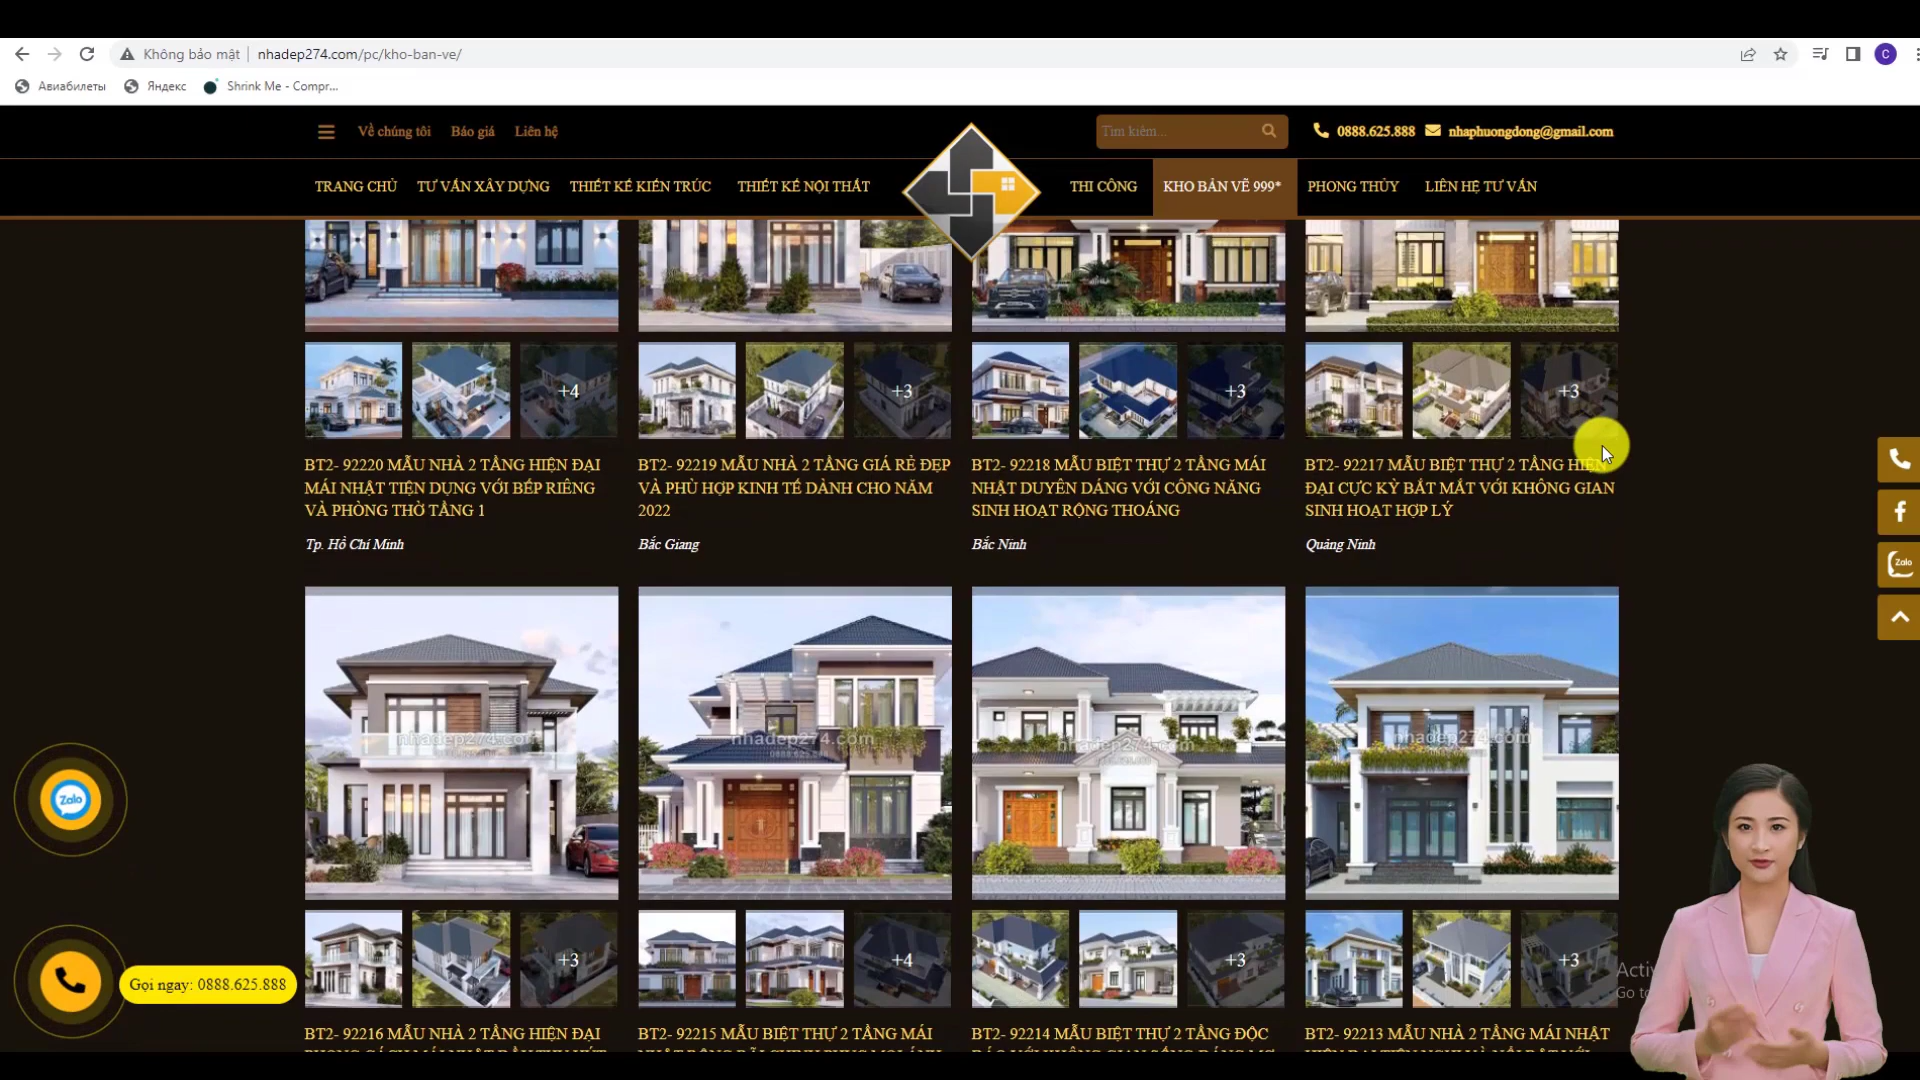 Không bảo mật
nhadep274.com/pc/kho-ban-ve/
Авиабилеты
Яндекс
Shrink Me - Compr...
Về chúng tôi
Báo giá
Liên hệ
Tìm kiếm...
0888.625.888
nhaphuongdong@gmail.com
TRANG CHỦ
TƯ VẤN XÂY DỰNG
THIẾT KẾ KIẾN TRÚC
THIẾT KẾ NỘI THẤT
THI CÔNG
KHO BẢN VẼ 999*
PHONG THỦY
LIÊN HỆ TƯ VẤN
+4
+3
+3
+3
BT2- 92220 MẪU NHÀ 2 TẦNG HIỆN ĐẠI
MÁI NHẬT TIỆN DỤNG VỚI BẾP RIÊNG
VÀ PHÒNG THỜ TẦNG 1
Tp. Hồ Chí Minh
BT2- 92219 MẪU NHÀ 2 TẦNG GIÁ RẺ ĐẸP
VÀ PHÙ HỢP KINH TẾ DÀNH CHO NĂM
2022
Bắc Giang
BT2- 92218 MẪU BIỆT THỰ 2 TẦNG MÁI
NHẬT DUYÊN DÁNG VỚI CÔNG NĂNG
SINH HOẠT RỘNG THOÁNG
Bắc Ninh
BT2- 92217 MẪU BIỆT THỰ 2 TẦNG HIỆN
ĐẠI CỰC KỲ BẮT MẮT VỚI KHÔNG GIAN
SINH HOẠT HỢP LÝ
Quảng Ninh
Zalo
nhadep274.com
nhadep274.com
0888.625.888
nhadep274.com
nhadep274.com
Zalo
+3
+4
+3
+3
Gọi ngay: 0888.625.888
Acti
Go to
BT2- 92216 MẪU NHÀ 2 TẦNG HIỆN ĐẠI
BT2- 92215 MẪU BIỆT THỰ 2 TẦNG MÁI
BT2- 92214 MẪU BIỆT THỰ 2 TẦNG ĐỘC
BT2- 92213 MẪU NHÀ 2 TẦNG MÁI NHẬT